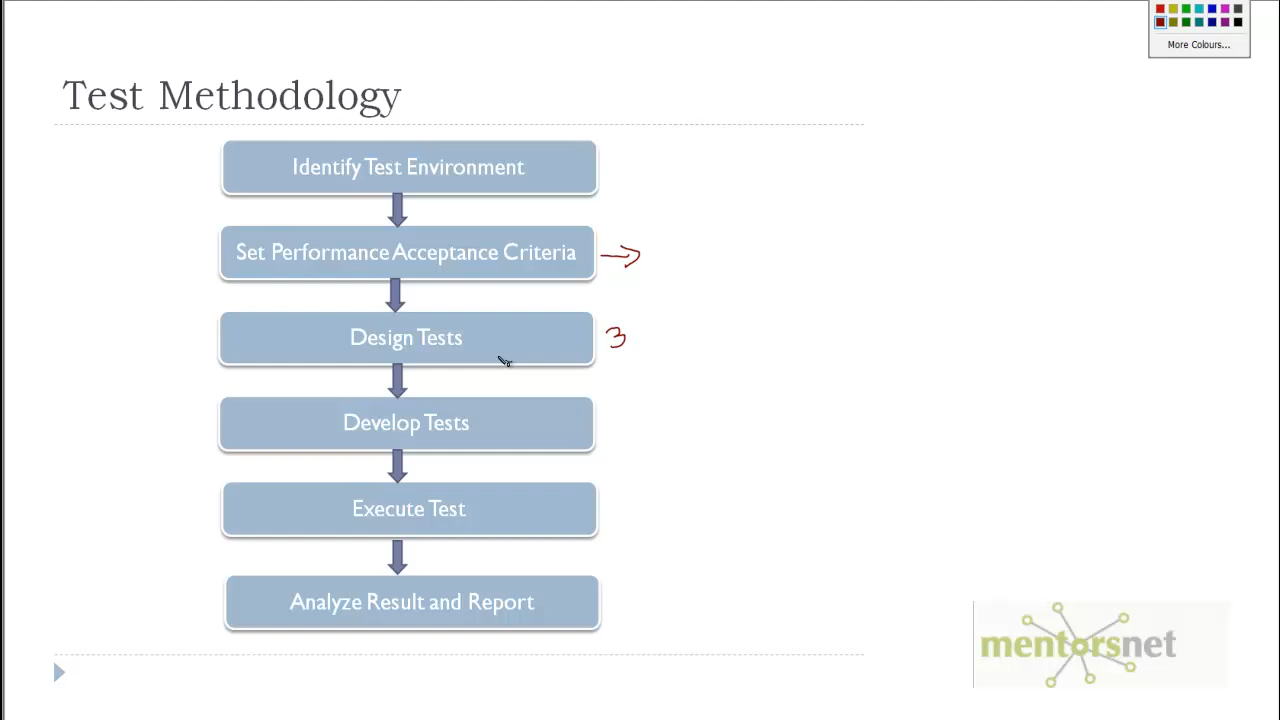 More Colours...
Test Methodology
Identify Test Environment
Set Performance Acceptance Criteria
Design Tests
3
Develop Tests
Execute Test
Analyze Result and Report
mentorsnet